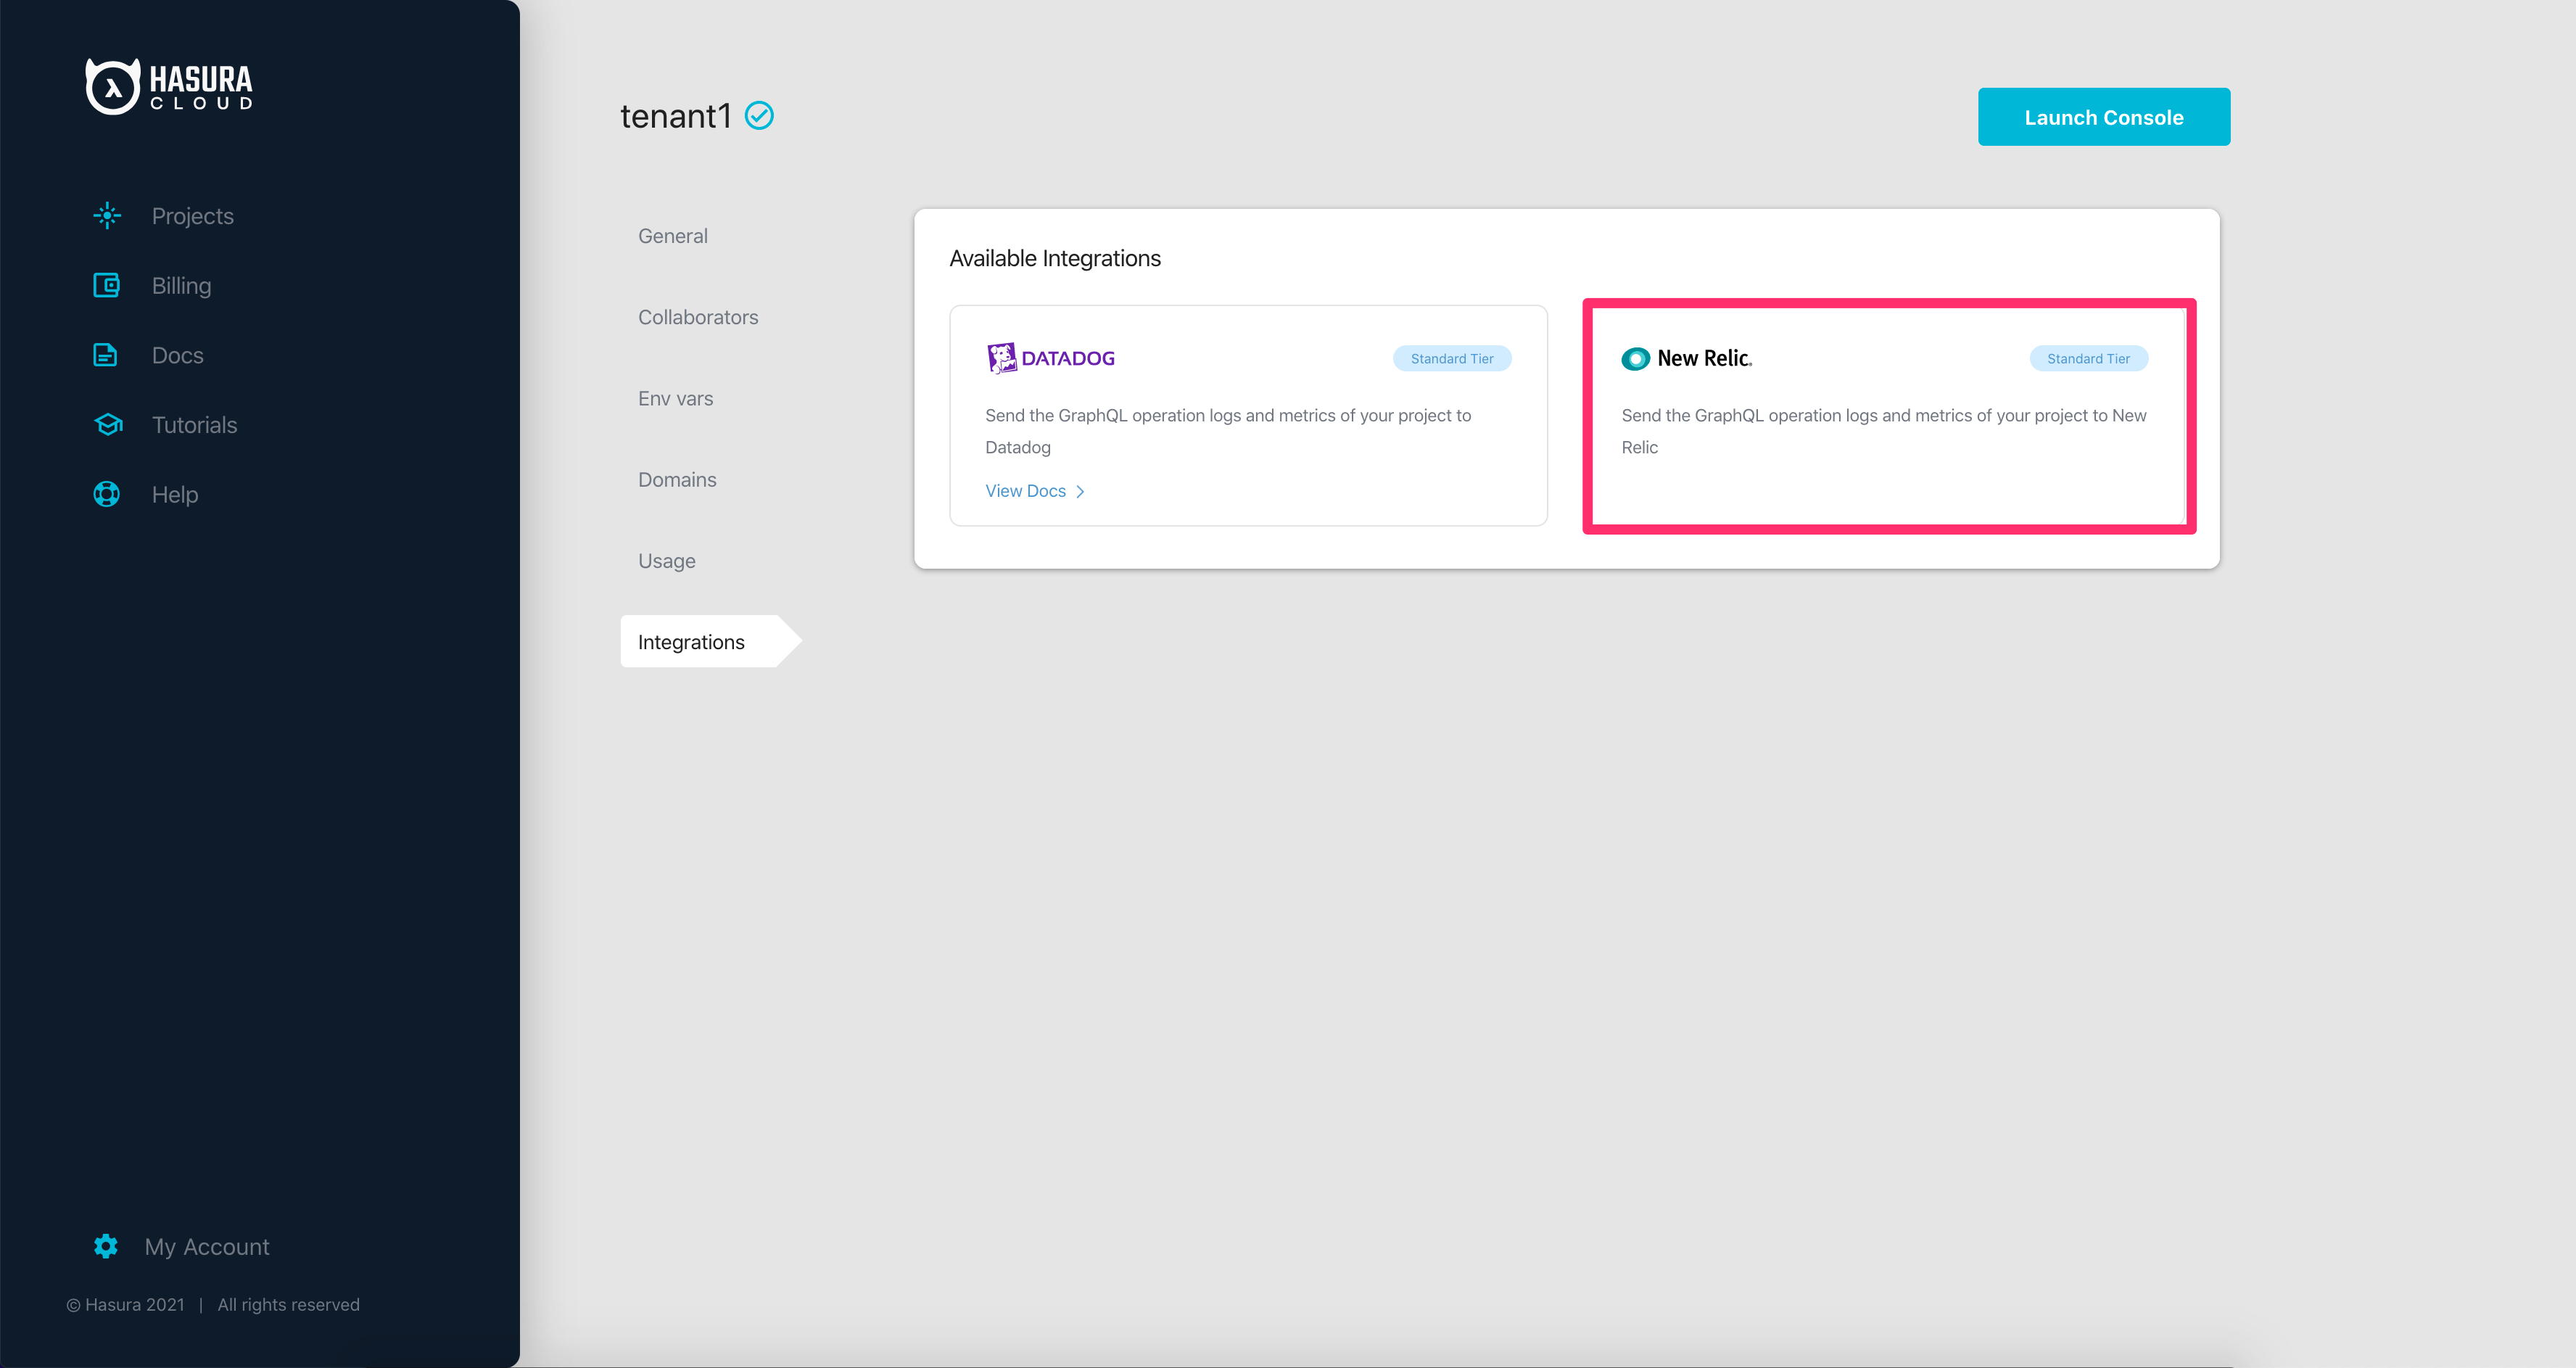 HASURA
CLOUD
Projects
Billing
Docs
Tutorials
Help
My Account
© Hasura 2021 | All rights reserved
tenant1
Launch Console
General
Collaborators
Env vars
Domains
Usage
Integrations
Available Integrations
DATADOG
Standard Tier
Send the GraphQL operation logs and metrics of your project to
Datadog
View Docs
New Relic.
Standard Tier
Send the GraphQL operation logs and metrics of your project to New
Relic